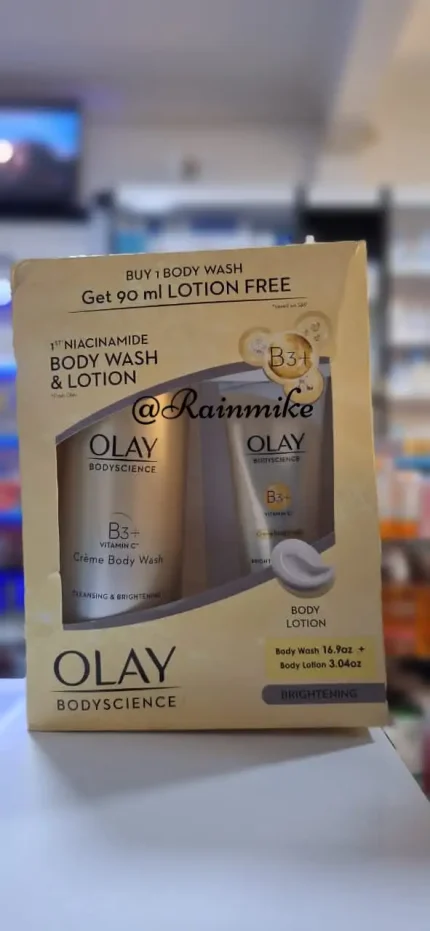 BUY 1 BODY WASH
Get 90 ml LOTION FREE
1ST NIACINAMIDE
BODY WASH
& LOTION
B3+
@Rainmike
OLAY
BODYSCIENCE
B3+
VITAMIN C
Crème Body Wash
CLEANSING & BRIGHTENING
OLAY
BODYSCIENCE
B3+
VITAMIN C
BODY
LOTION
Body Wash 16.9oz +
Body Lotion 3.04oz
BRIGHTENING
OLAY
BODYSCIENCE